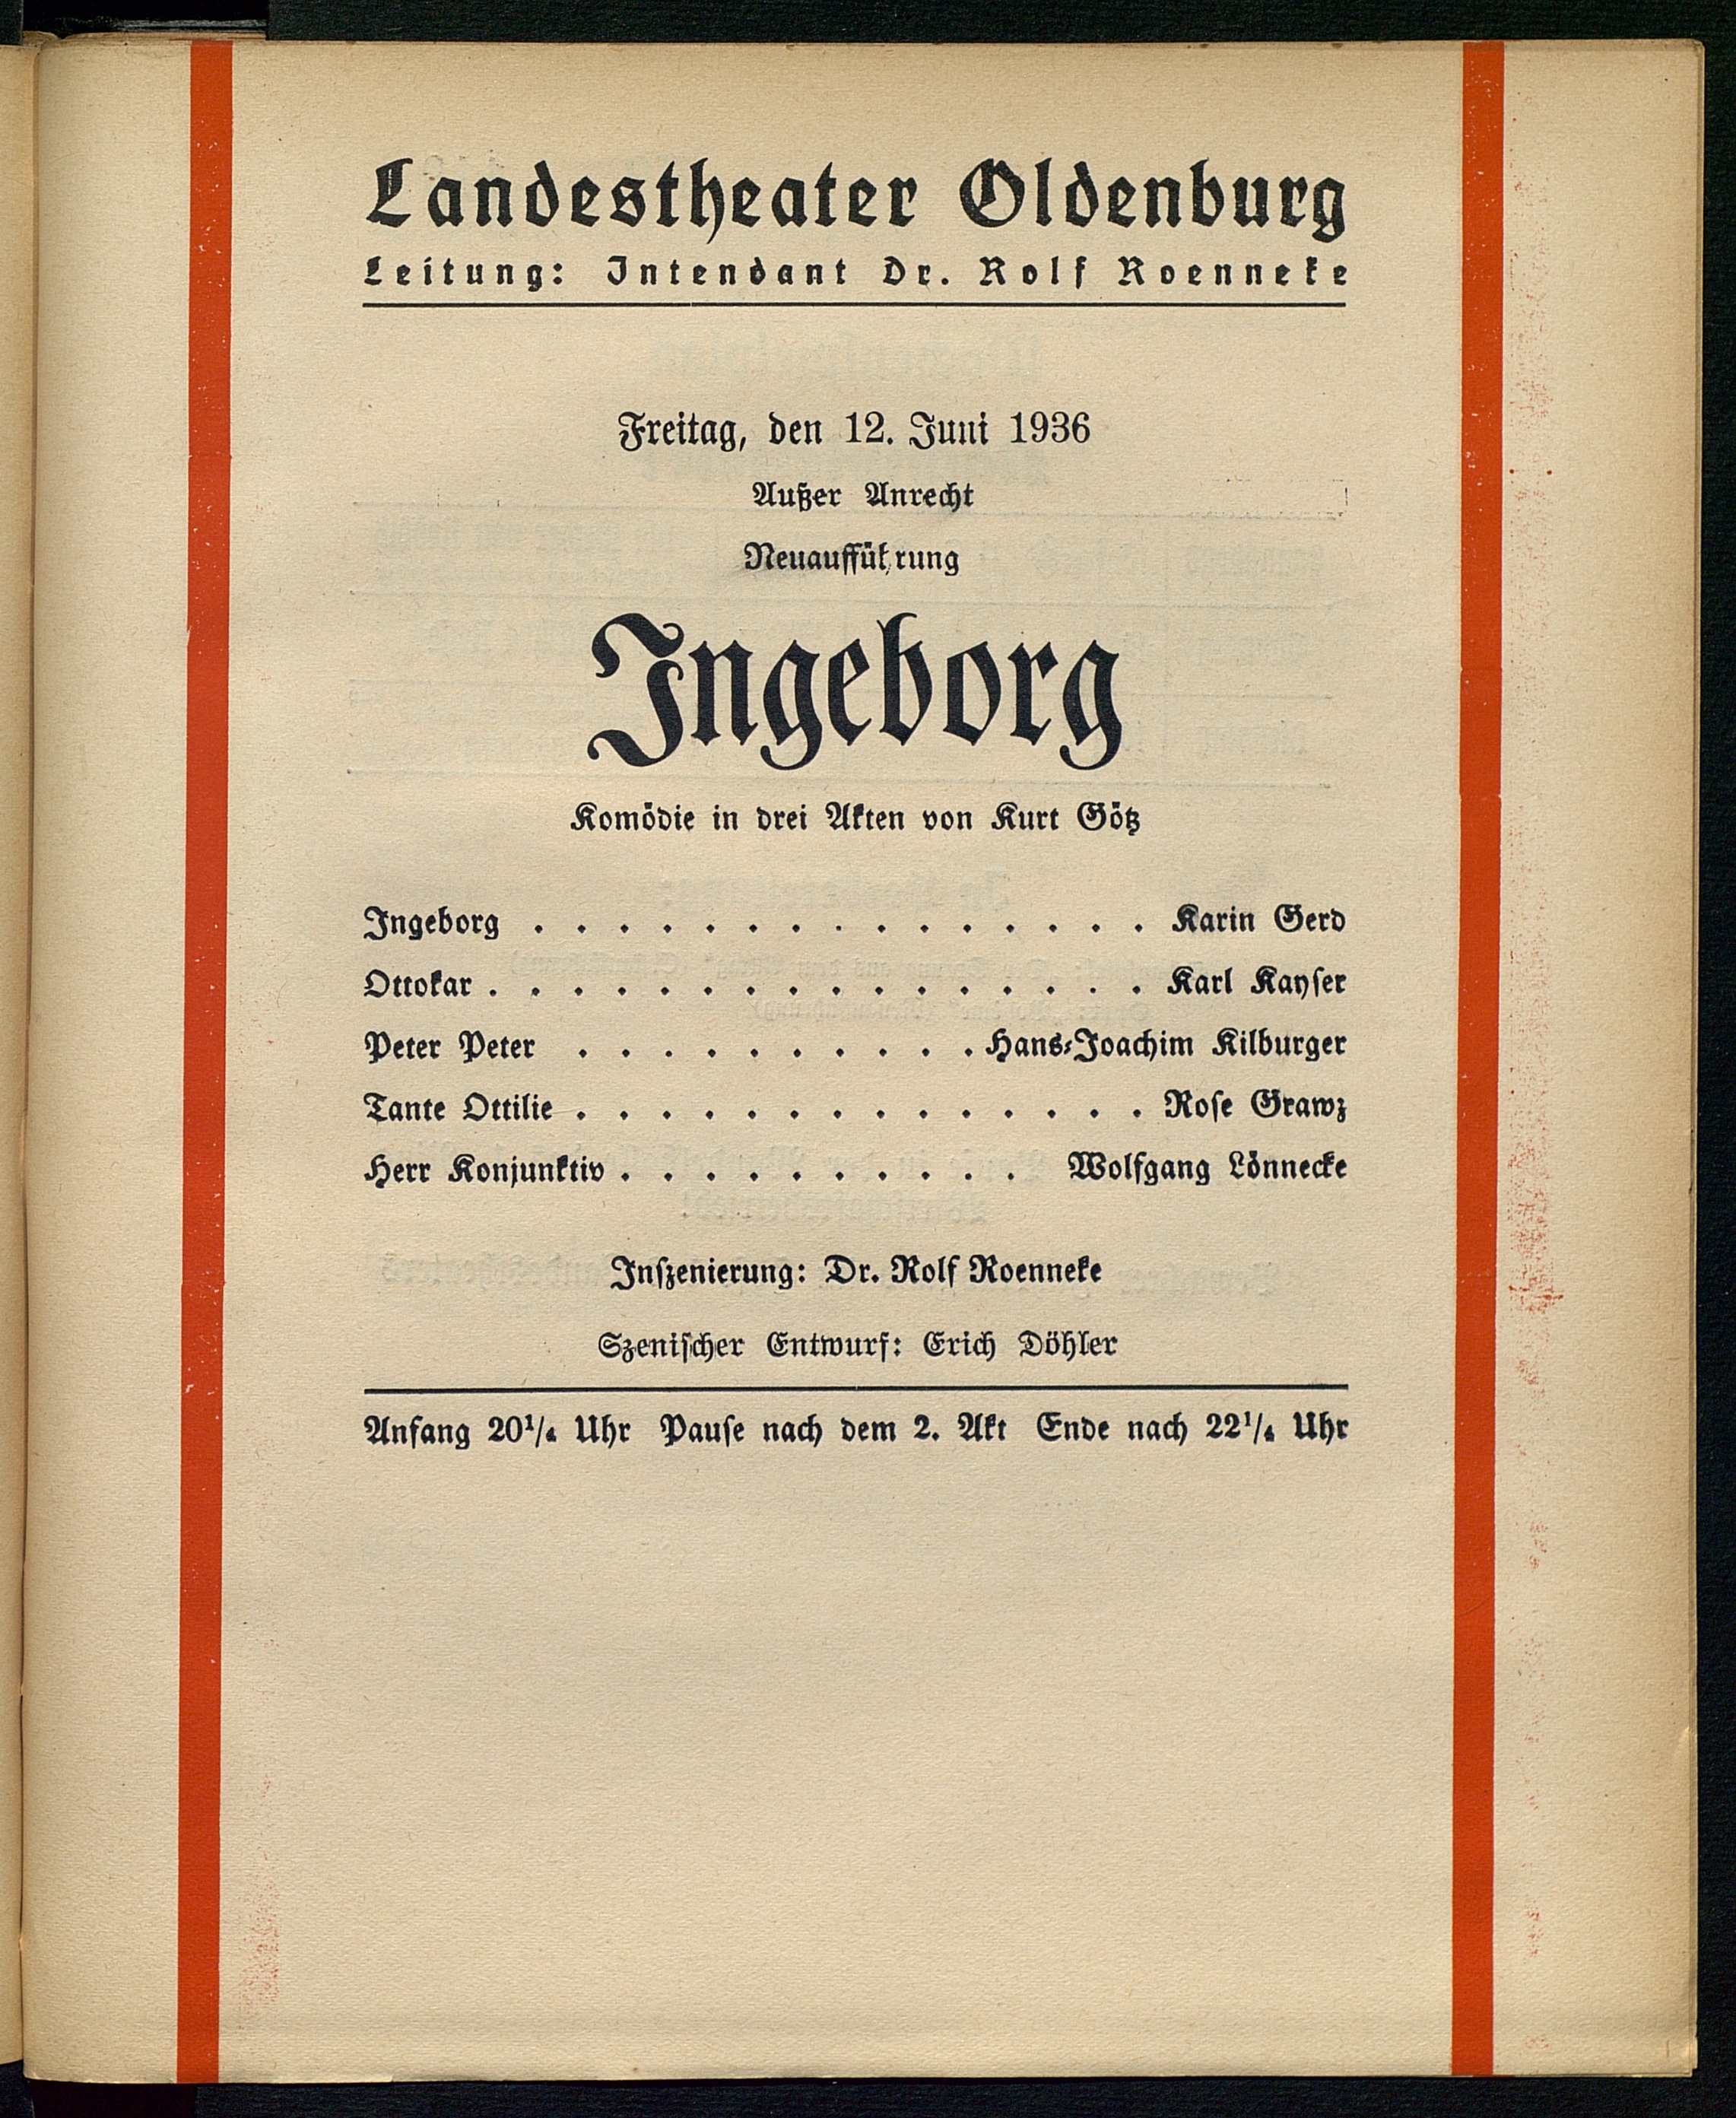 Landestheater Oldenburg
Leitung: Intendant Dr. Rolf Roenneke
Freitag, den 12. Juni 1936
Außer Anrecht
Neuaufführung
Ingeborg
Komödie in drei Akten von Kurt Götz
Ingeborg . . . . . . . . . . . . . . . Karin Gerd
Ottokar . . . . . . . . . . . . . . . . Karl Kayser
Peter Peter . . . . . . . . . . Hans-Joachim Kilburger
Tante Ottilie . . . . . . . . . . . . . . Rose Grawz
Herr Konjunktiv . . . . . . . . . . Wolfgang Lönnecke
Inszenierung: Dr. Rolf Roenneke
Szenischer Entwurf: Erich Döhler
Anfang 20¹/₄ Uhr Pause nach dem 2. Akt Ende nach 22¹/₄ Uhr